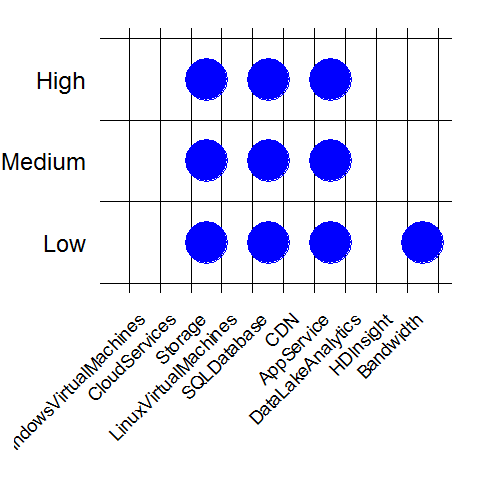 High
Medium
Low
ndowsVirtualMachines
CloudServices
Storage
LinuxVirtualMachines
SQLDatabase
CDN
AppService
DataLakeAnalytics
HDInsight
Bandwidth